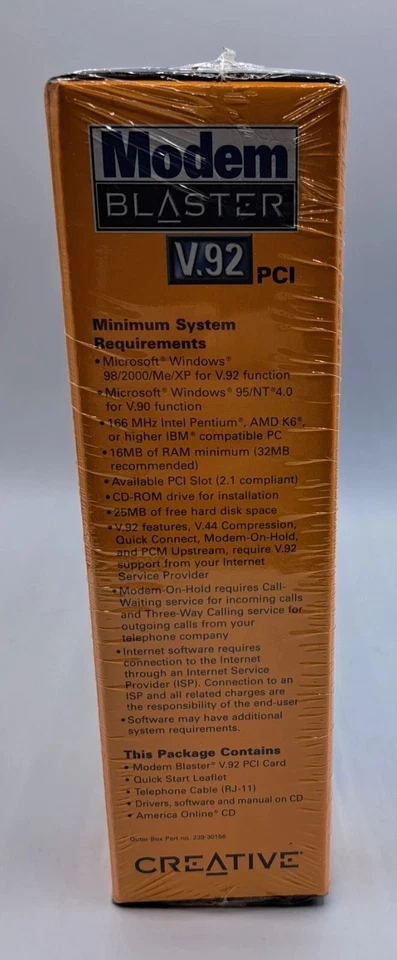 Modem
BLASTER
V.92 PCI
Minimum System
Requirements
• Microsoft® Windows®
98/2000/Me/XP for V.92 function
• Microsoft® Windows® 95/NT®4.0
for V.90 function
• 166 MHz Intel Pentium®, AMD K6®,
or higher IBM® compatible PC
• 16MB of RAM minimum (32MB
recommended)
• Available PCI Slot (2.1 compliant)
• CD-ROM drive for installation
• 25MB of free hard disk space
• V.92 features, V.44 Compression,
Quick Connect, Modem-On-Hold,
and PCM Upstream, require V.92
support from your Internet
Service Provider
• Modem-On-Hold requires Call-
Waiting service for incoming calls
and Three-Way Calling service for
outgoing calls from your
telephone company
• Internet software requires
connection to the Internet
through an Internet Service
Provider (ISP). Connection to an
ISP and all related charges are
the responsibility of the end-user
• Software may have additional
system requirements.
This Package Contains
• Modem Blaster® V.92 PCI Card
• Quick Start Leaflet
• Telephone Cable (RJ-11)
• Drivers, software and manual on CD
• America Online® CD
Outer Box Part no. 239-30166
CREATIVE®